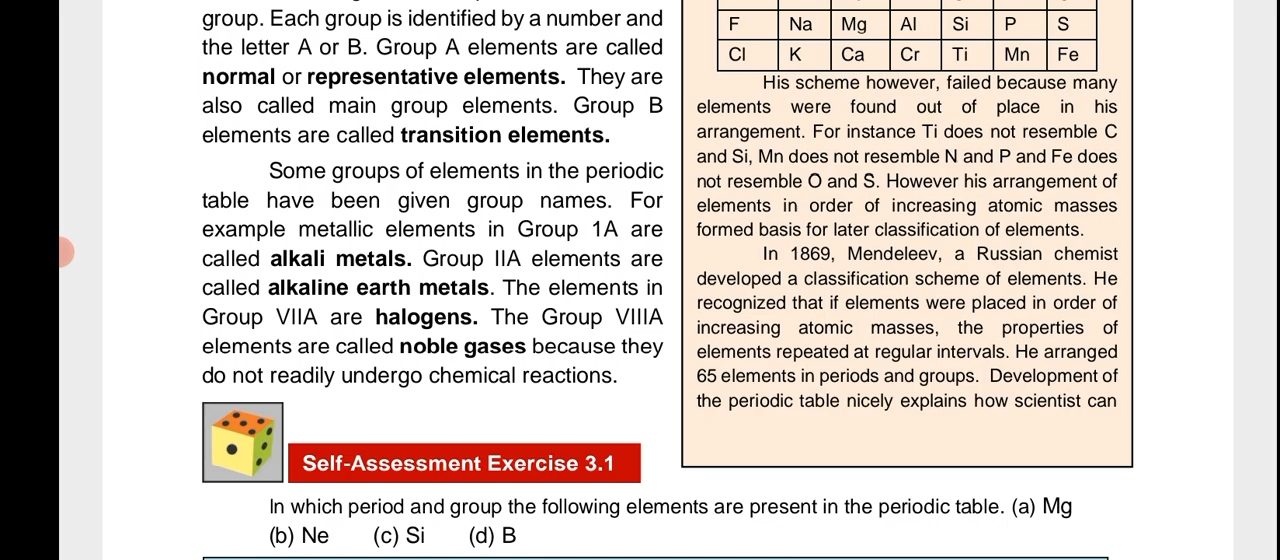 group. Each group is identified by a number and
the letter A or B. Group A elements are called
normal or representative elements. They are
also called main group elements. Group B
elements are called transition elements.
Some groups of elements in the periodic
table have been given group names. For
example metallic elements in Group 1A are
called alkali metals. Group IIA elements are
called alkaline earth metals. The elements in
Group VIIA are halogens. The Group VIIIA
elements are called noble gases because they
do not readily undergo chemical reactions.
F Na Mg Al Si P S
Cl K Ca Cr Ti Mn Fe
His scheme however, failed because many
elements were found out of place in his
arrangement. For instance Ti does not resemble C
and Si, Mn does not resemble N and P and Fe does
not resemble O and S. However his arrangement of
elements in order of increasing atomic masses
formed basis for later classification of elements.
In 1869, Mendeleev, a Russian chemist
developed a classification scheme of elements. He
recognized that if elements were placed in order of
increasing atomic masses, the properties of
elements repeated at regular intervals. He arranged
65 elements in periods and groups. Development of
the periodic table nicely explains how scientist can
Self-Assessment Exercise 3.1
In which period and group the following elements are present in the periodic table. (a) Mg
(b) Ne (c) Si (d) B